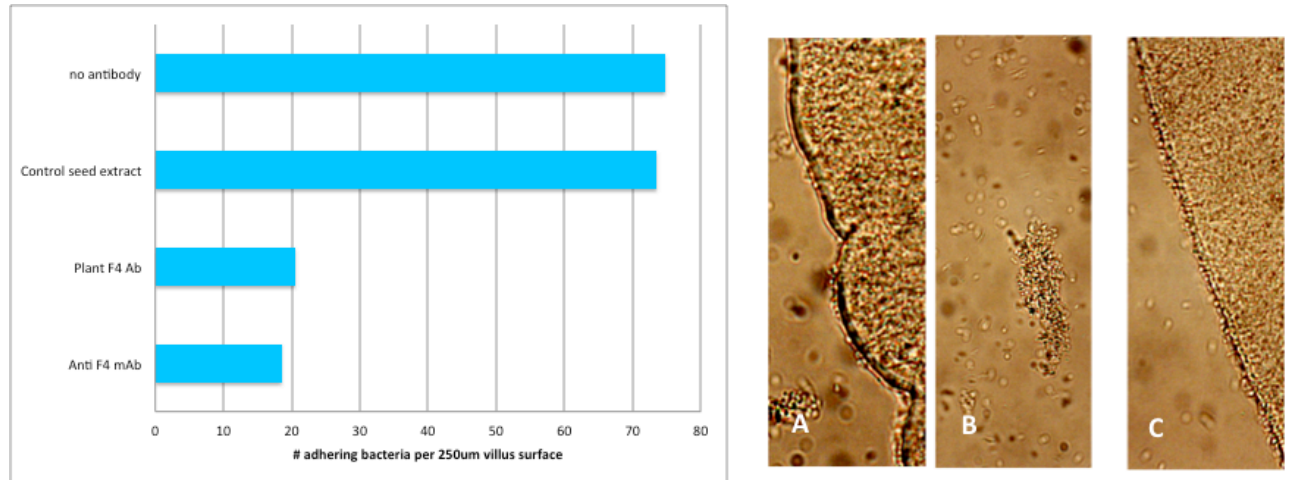 no antibody
Control seed extract
Plant F4 Ab
Anti F4 mAb
0 10 20 30 40 50 60 70 80
# adhering bacteria per 250um villus surface
A B C